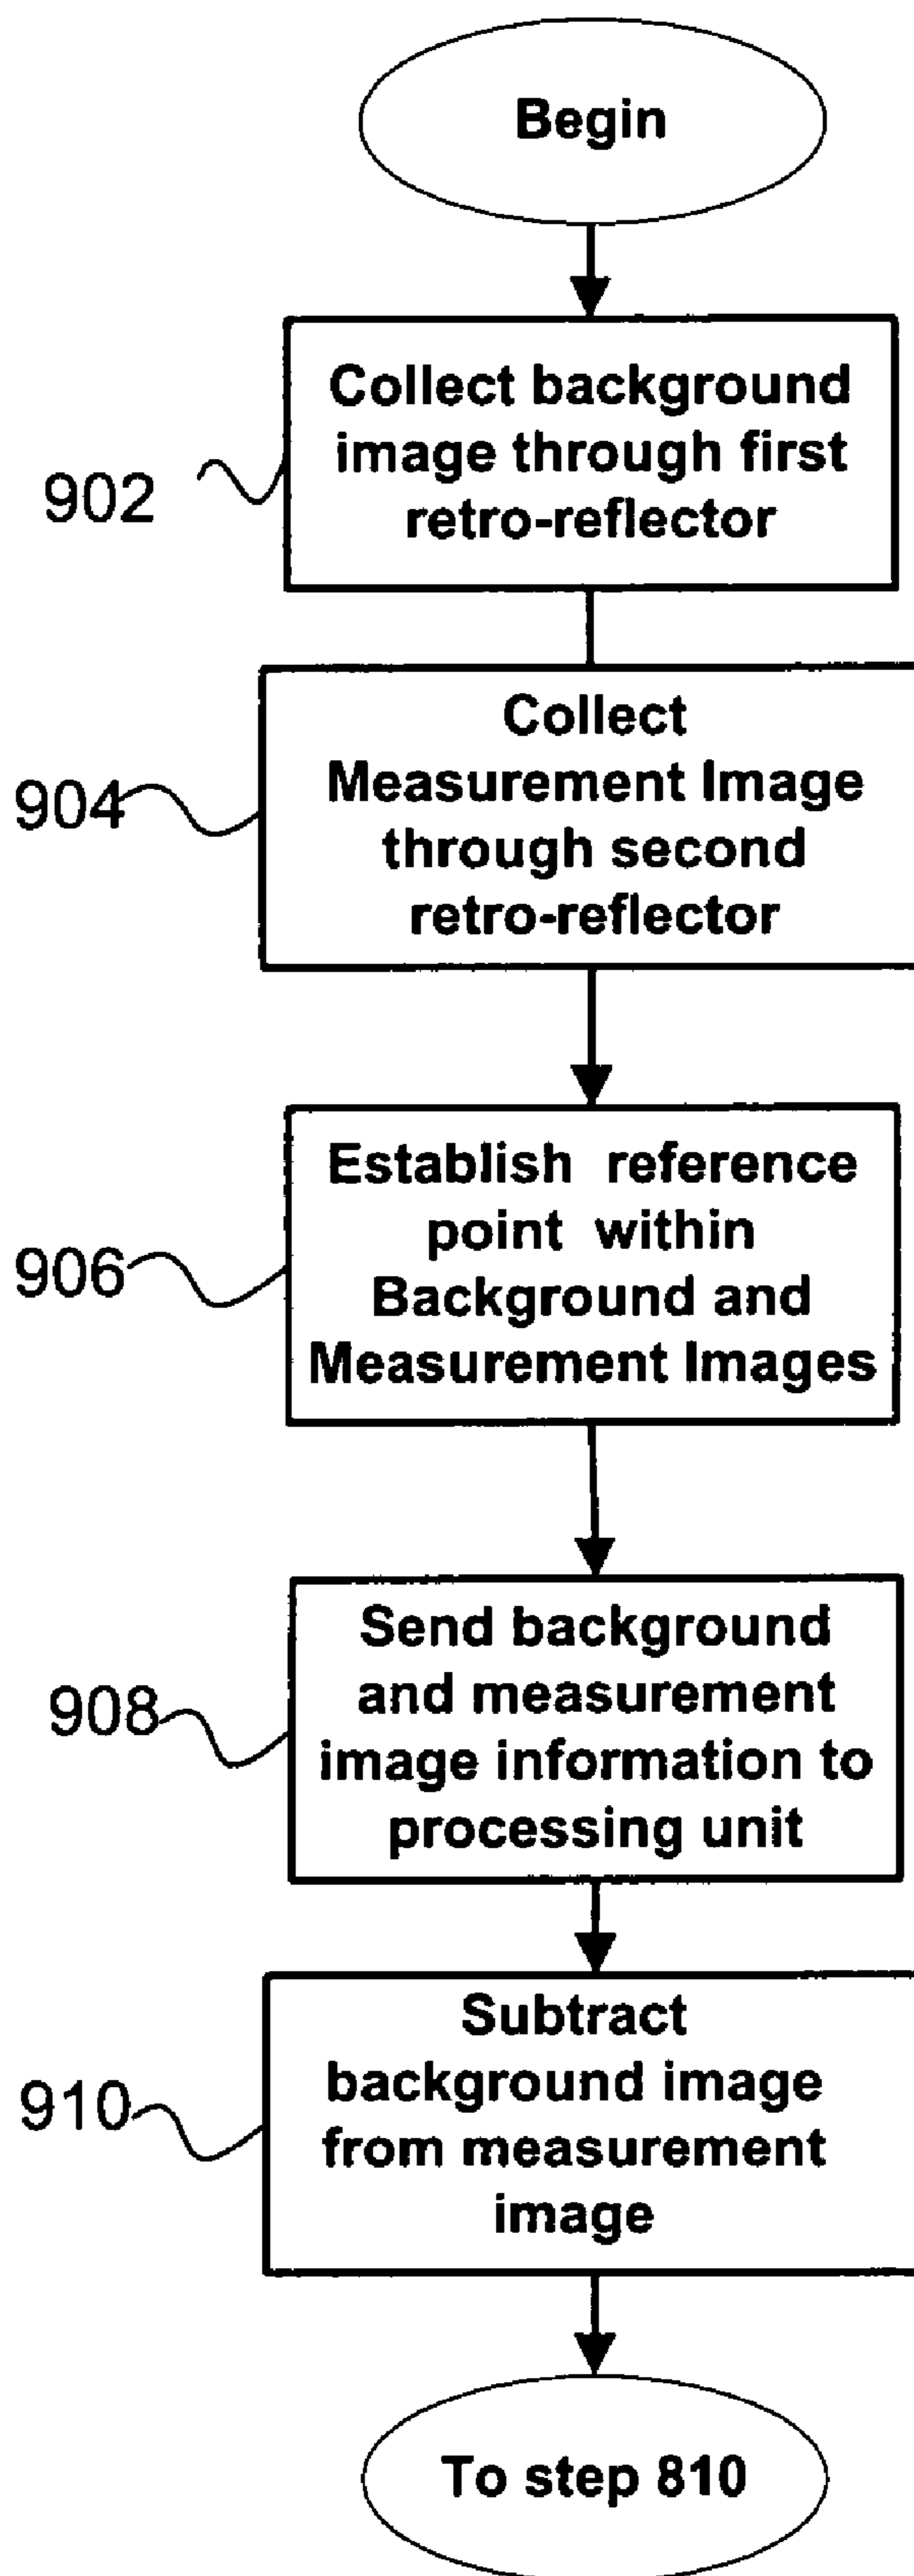 Begin
902
Collect background
image through first
retro-reflector
904
Collect
Measurement Image
through second
retro-reflector
906
Establish reference
point within
Background and
Measurement Images
908
Send background
and measurement
image information to
processing unit
910
Subtract
background image
from measurement
image
To step 810